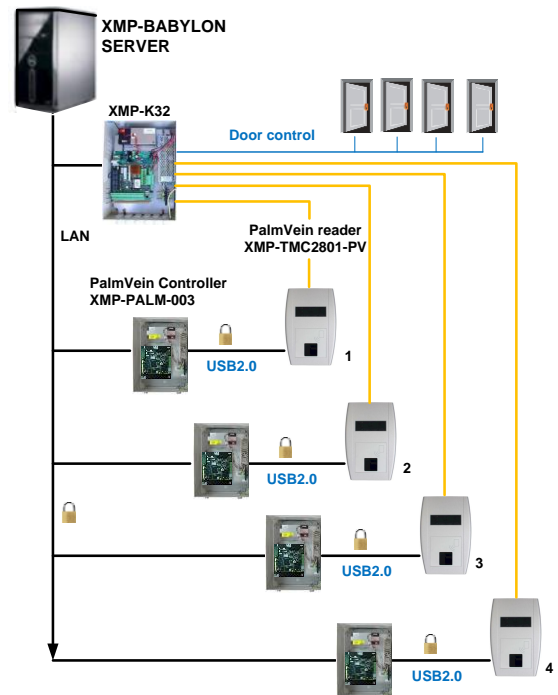 XMP-BABYLON
SERVER
XMP-K32
Door control
LAN
PalmVein reader
XMP-TMC2801-PV
PalmVein Controller
XMP-PALM-003
USB2.0
1
USB2.0
2
USB2.0
3
USB2.0
4